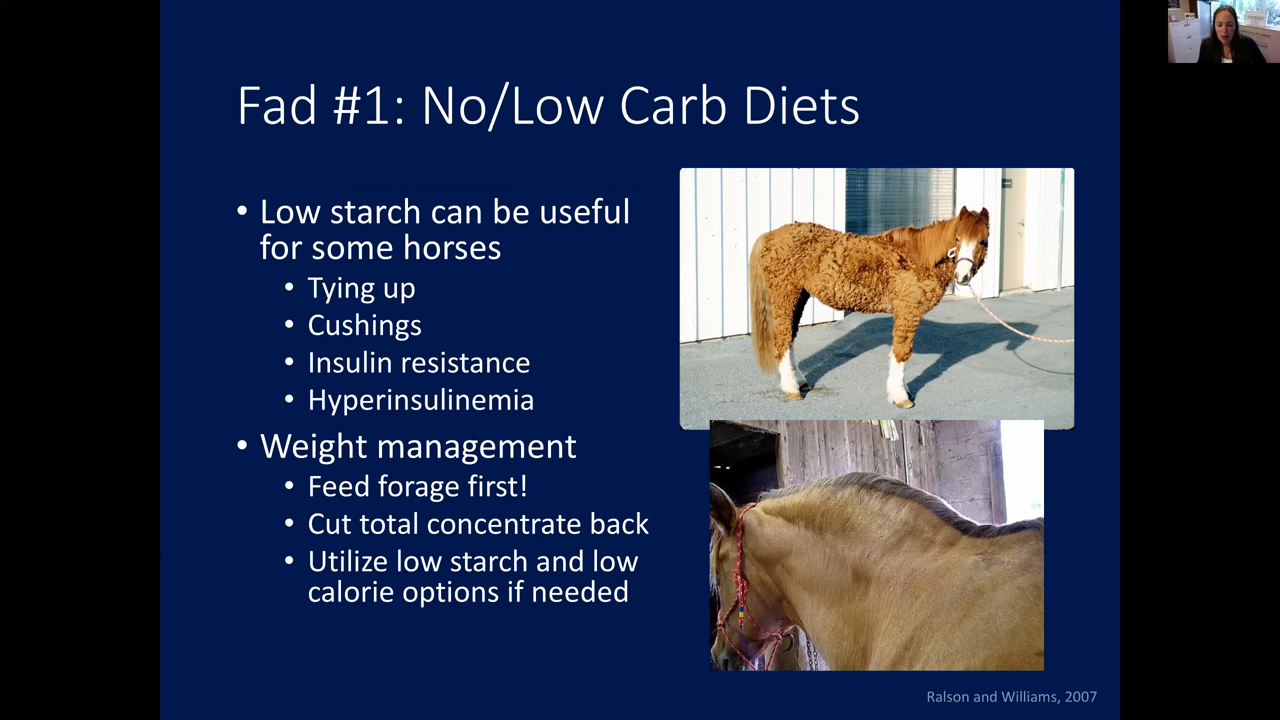 Fad #1: No/Low Carb Diets
• Low starch can be useful
for some horses
• Tying up
• Cushings
• Insulin resistance
• Hyperinsulinemia
• Weight management
• Feed forage first!
• Cut total concentrate back
• Utilize low starch and low
calorie options if needed
Ralson and Williams, 2007